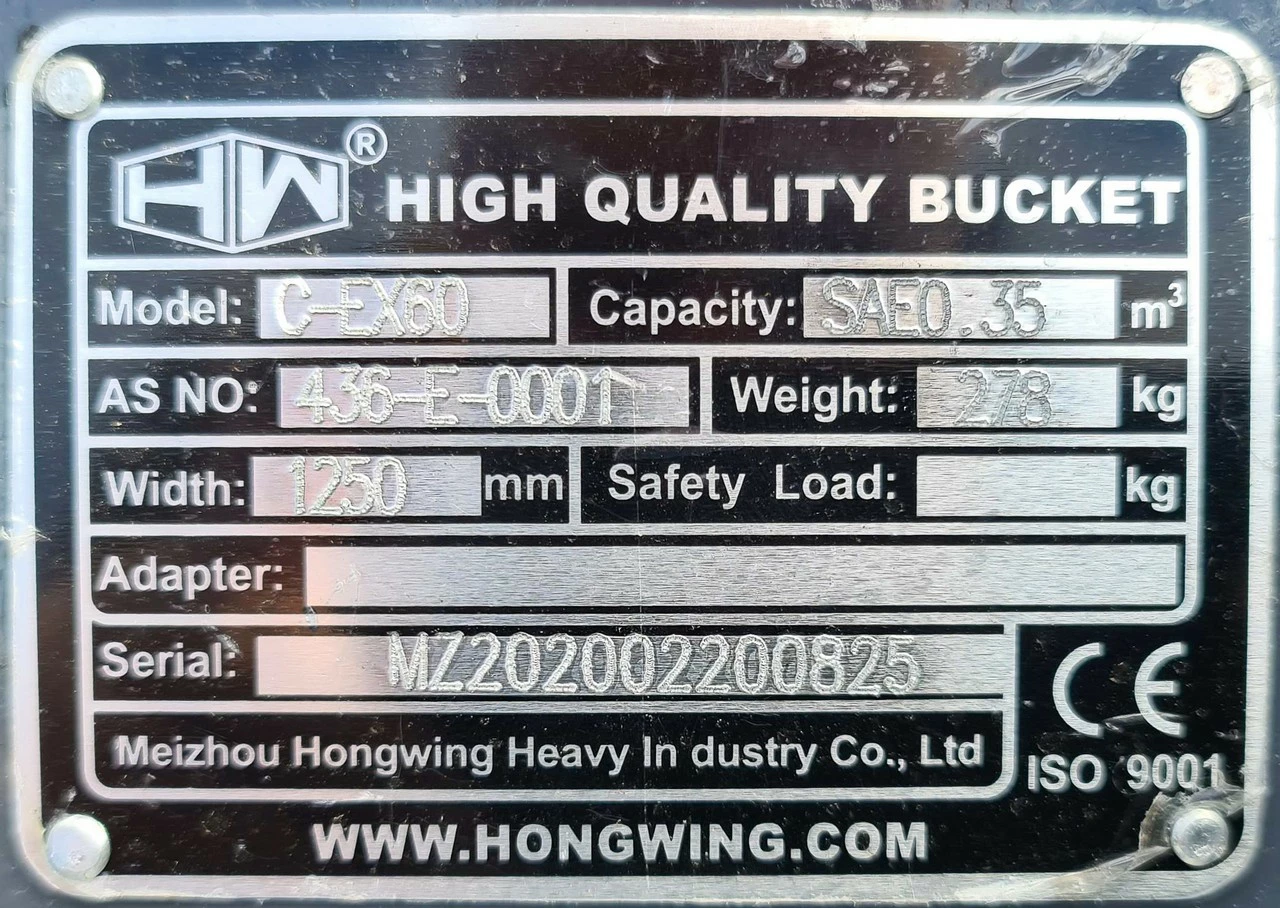 HW ® HIGH QUALITY BUCKET
Model: C-EX60 Capacity: SAE0.35 m³
AS NO: 436-E-0001 Weight: 278 kg
Width: 1250 mm Safety Load: kg
Adapter:
Serial: MZ202002200825
Meizhou Hongwing Heavy In dustry Co., Ltd
CE
ISO 9001
WWW.HONGWING.COM